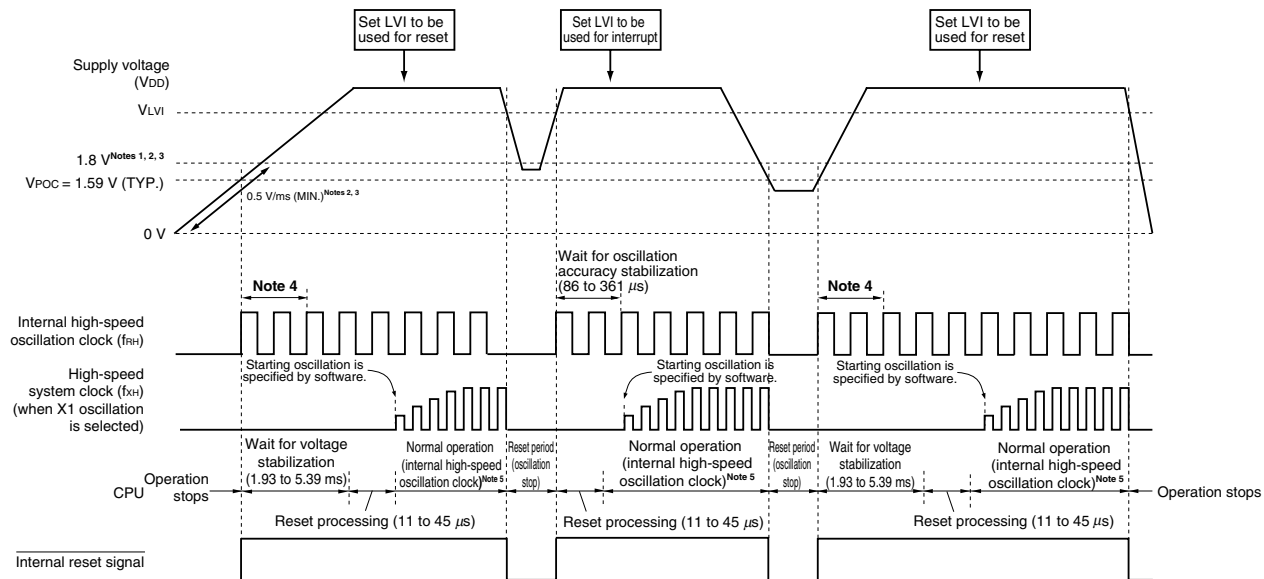 Set LVI to be
used for reset
Set LVI to be
used for interrupt
Set LVI to be
used for reset
Supply voltage
(VDD)
VLVI
1.8 V Notes 1, 2, 3
VPOC = 1.59 V (TYP.)
0.5 V/ms (MIN.) Notes 2, 3
0 V
Wait for oscillation
accuracy stabilization
(86 to 361 μs)
Note 4
Note 4
Internal high-speed
oscillation clock (fRH)
Starting oscillation is
specified by software.
Starting oscillation is
specified by software.
Starting oscillation is
specified by software.
High-speed
system clock (fXH)
(when X1 oscillation
is selected)
Wait for voltage
stabilization
(1.93 to 5.39 ms)
Normal operation
(internal high-speed
oscillation clock) Note 5
Reset period
(oscillation
stop)
Normal operation
(internal high-speed
oscillation clock) Note 5
Reset period
(oscillation
stop)
Wait for voltage
stabilization
(1.93 to 5.39 ms)
Normal operation
(internal high-speed
oscillation clock) Note 5
CPU
Operation
stops
Operation stops
Reset processing (11 to 45 μs)
Reset processing (11 to 45 μs)
Reset processing (11 to 45 μs)
Internal reset signal